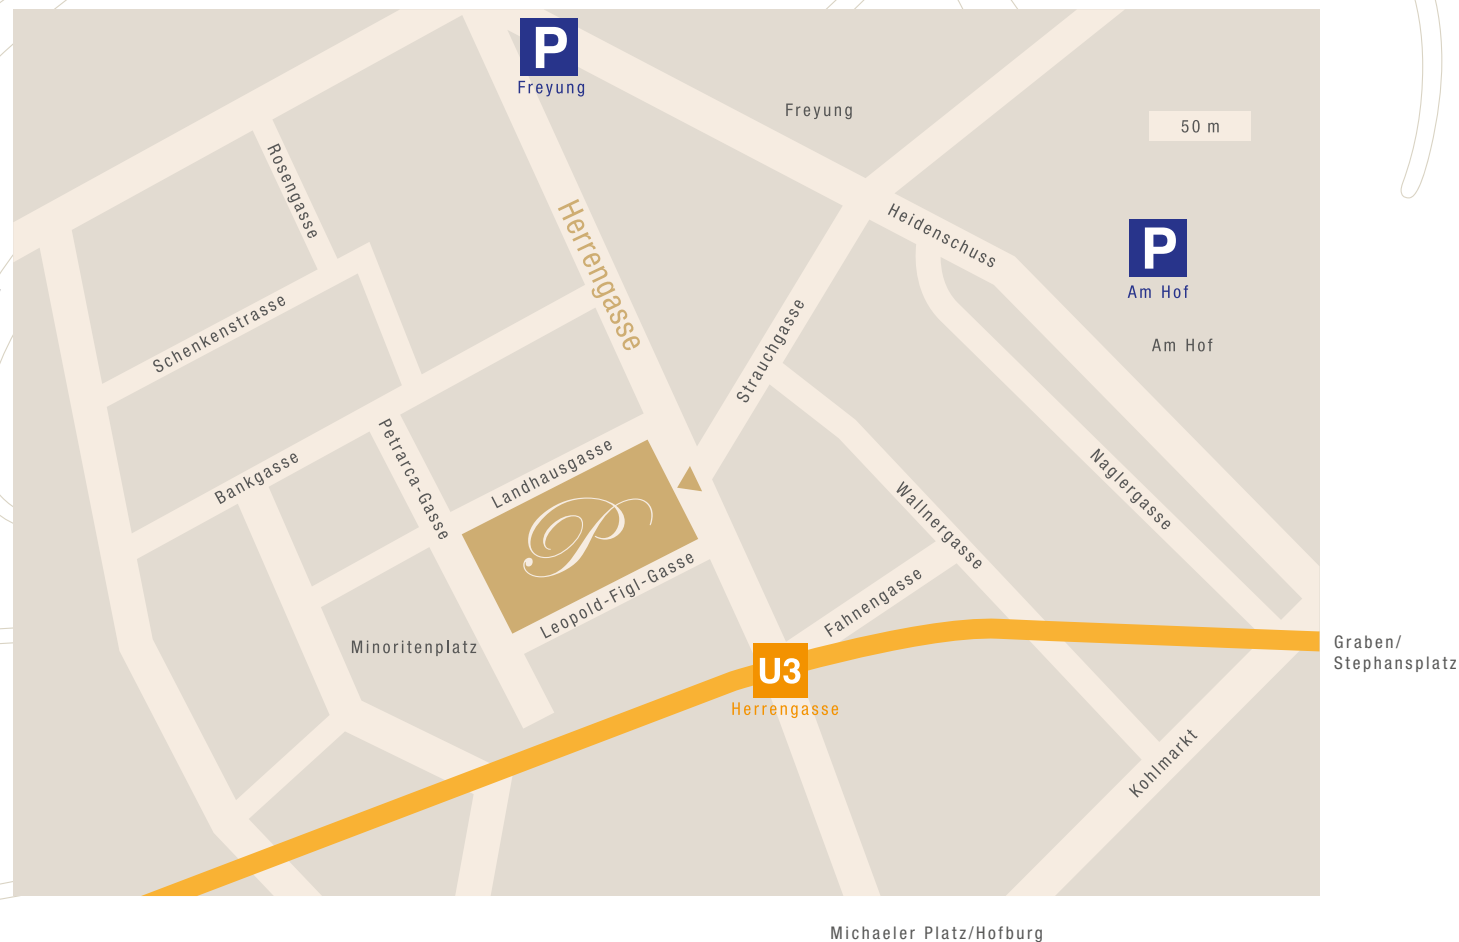 P
Freyung
Freyung
50 m
Rosengasse
Herrengasse
Heidenschuss
P
Am Hof
Am Hof
Schenkenstrasse
Strauchgasse
Petrarca-Gasse
Landhausgasse
Bankgasse
Naglergasse
Wallnergasse
P
Leopold-Figl-Gasse
Fahnengasse
Minoritenplatz
Graben/
Stephansplatz
U3
Herrengasse
Kohlmarkt
Michaeler Platz/Hofburg